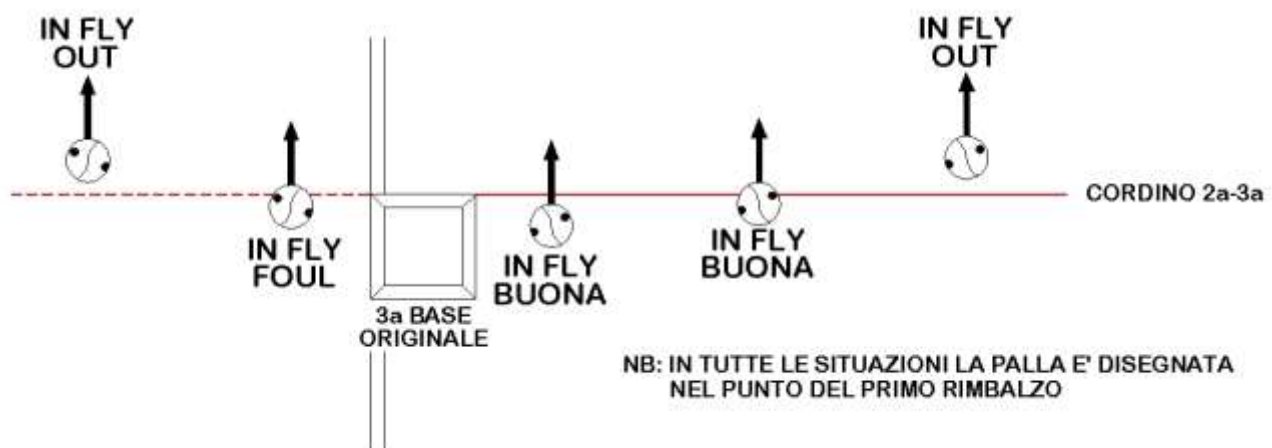 IN FLY
OUT
IN FLY
OUT
CORDINO 2a-3a
IN FLY
FOUL
IN FLY
BUONA
IN FLY
BUONA
3a BASE
ORIGINALE
NB: IN TUTTE LE SITUAZIONI LA PALLA E' DISEGNATA
NEL PUNTO DEL PRIMO RIMBALZO